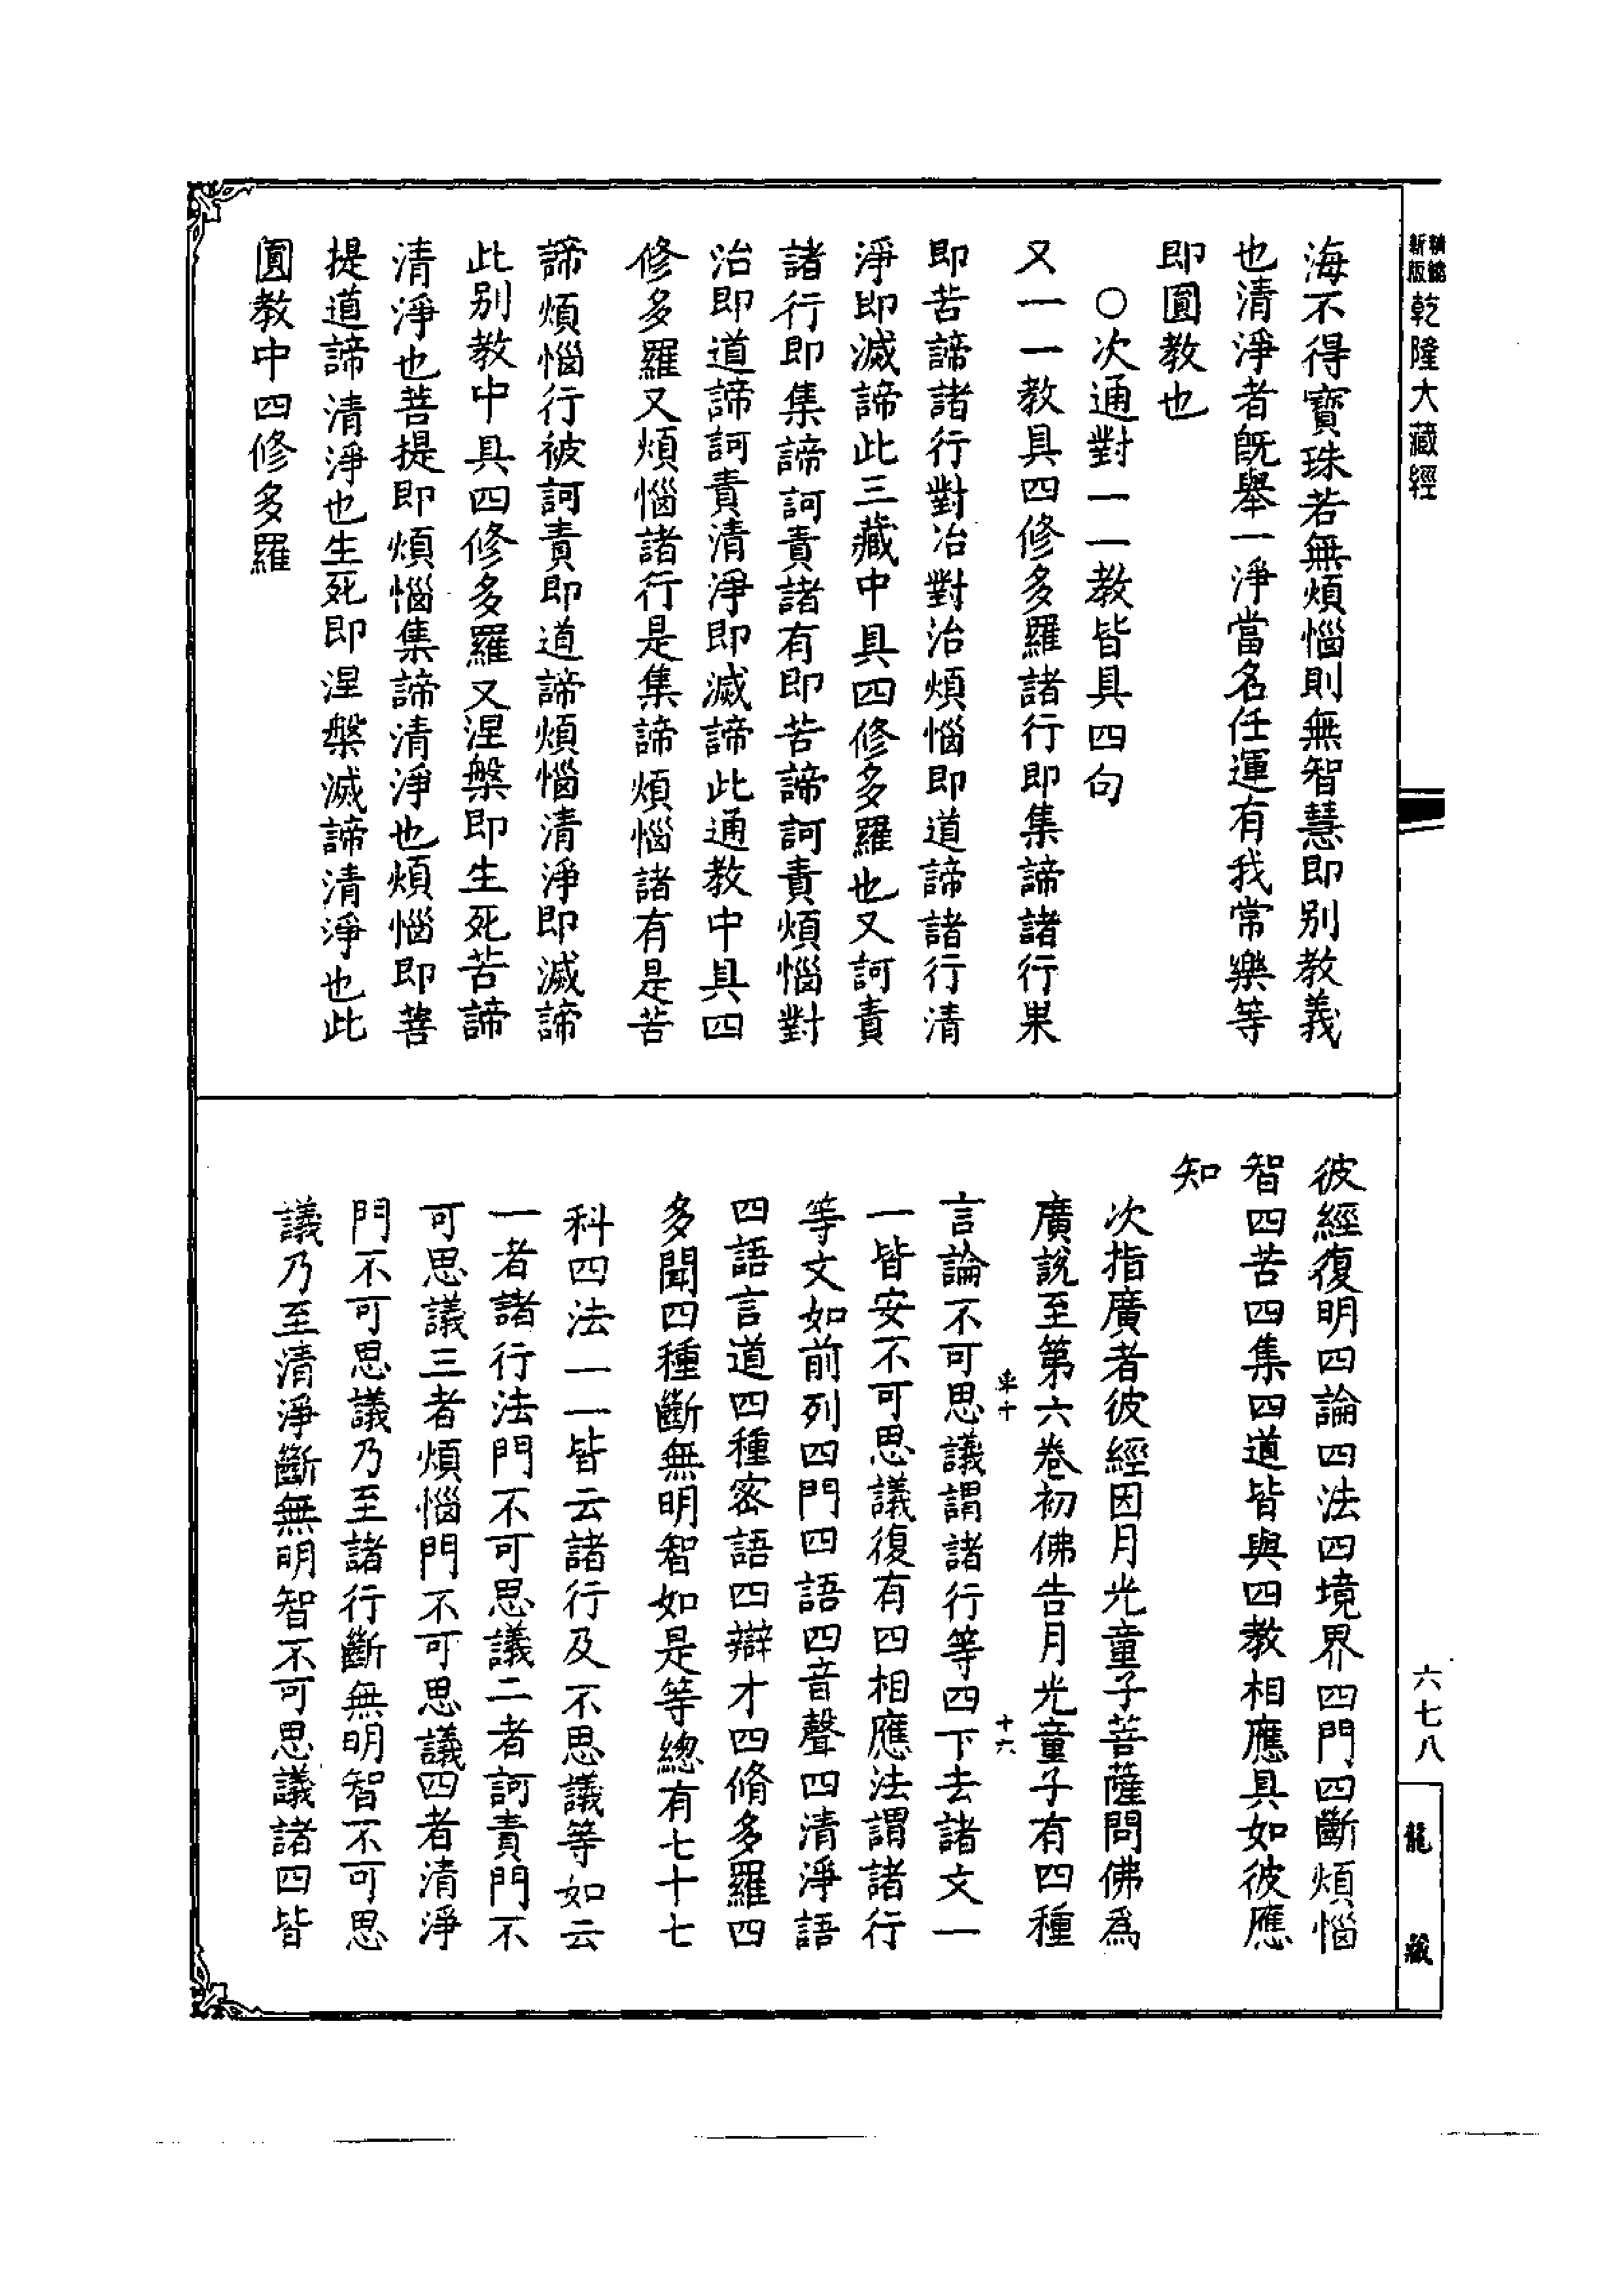 新版
精縮
乾隆大藏經
海不得寶珠若無煩惱則無智慧即別教義
也清淨者旣舉一淨當名任運有我常樂等
即圓教也
○次通對一一教皆具四句
又一一教具四修多羅諸行即集諦諸行果
即苦諦諸行對治對治煩惱即道諦諸行清
淨即滅諦此三藏中具四修多羅也又訶責
諸行即集諦訶責諸有即苦諦訶責煩惱對
治即道諦訶責清淨即滅諦此通教中具四
修多羅又煩惱諸行是集諦煩惱諸有是苦
諦煩惱行被訶責即道諦煩惱清淨即滅諦
此別教中具四修多羅又涅槃即生死苦諦
清淨也菩提即煩惱集諦清淨也煩惱即菩
提道諦清淨也生死即涅槃滅諦清淨也此
圓教中四修多羅
彼經復明四論四法四境界四門四斷煩惱
智四苦四集四道皆與四教相應具如彼應
知
次指廣者彼經因月光童子菩薩問佛爲
廣說至第六卷初佛告月光童子有四種
十六
言論不可思議謂諸行等四下去諸文一
一皆安不可思議復有四相應法謂諸行
等文如前列四門四語四音聲四清淨語
四語言道四種密語四辯才四脩多羅四
多聞四種斷無明智如是等總有七十七
科四法一一皆云諸行及不思議等如云
一者諸行法門不可思議二者訶責門不
可思議三者煩惱門不可思議四者清淨
門不可思議乃至諸行斷無明智不可思
議乃至清淨斷無明智不可思議諸四皆
六七八
龍藏